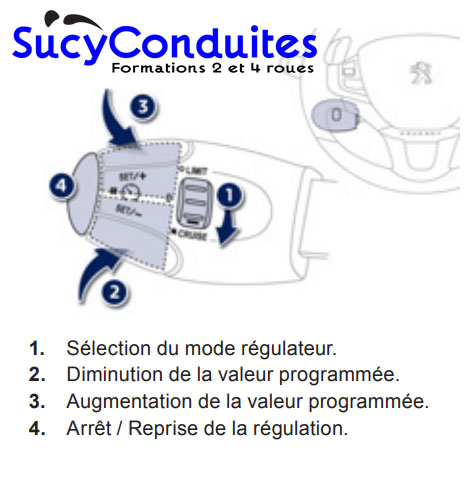 SucyConduites
Formations 2 et 4 roues
3
SET/+
LIMIT
4
0
1
SET/-
CRUISE
2
1. Sélection du mode régulateur.
2. Diminution de la valeur programmée.
3. Augmentation de la valeur programmée.
4. Arrêt / Reprise de la régulation.